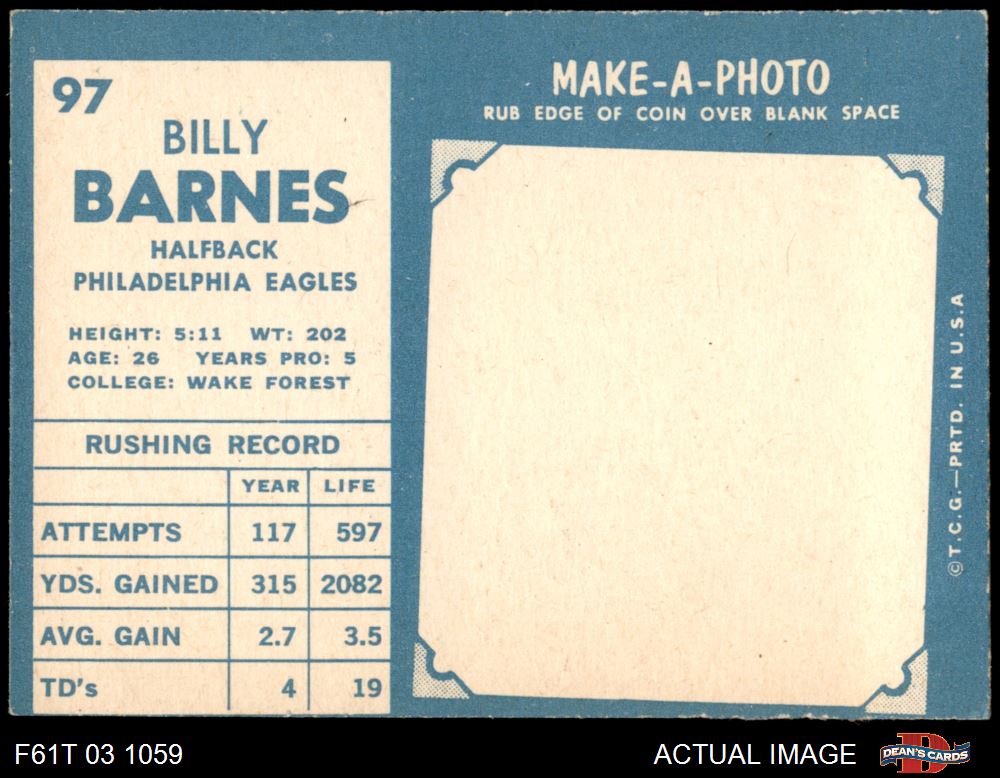 97
BILLY
BARNES
HALFBACK
PHILADELPHIA EAGLES
HEIGHT: 5:11 WT: 202
AGE: 26 YEARS PRO: 5
COLLEGE: WAKE FOREST
RUSHING RECORD
YEAR LIFE
ATTEMPTS 117 597
YDS. GAINED 315 2082
AVG. GAIN 2.7 3.5
TD's 4 19
MAKE-A-PHOTO
RUB EDGE OF COIN OVER BLANK SPACE
© T.C.G.—PRTD. IN U.S.A
F61T 03 1059
ACTUAL IMAGE
DEAN'S CARDS